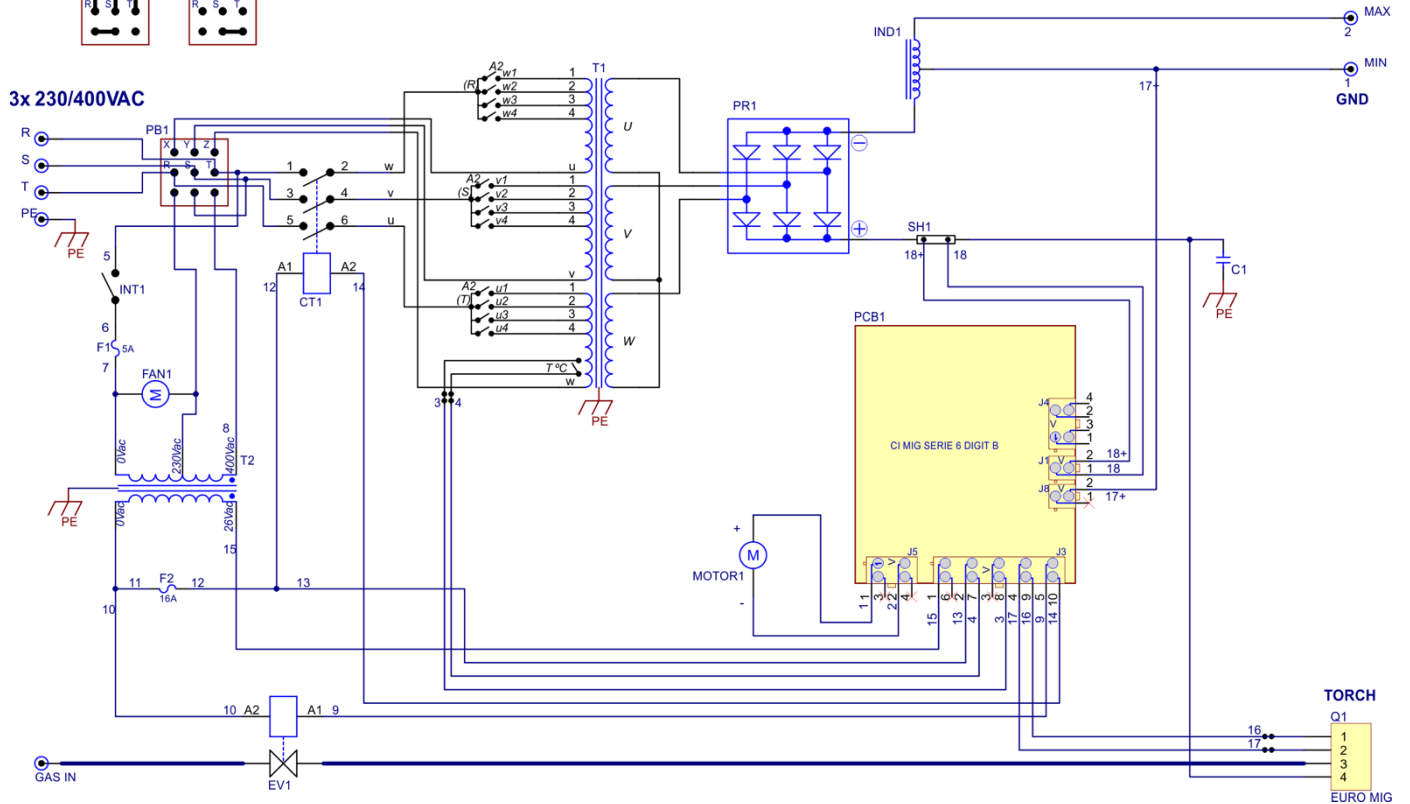 R S T
R S T
MAX
2
IND1
MIN
1
17+
GND
3x 230/400VAC
PB1
R
S
T
PE
PE
X Y Z
R S T
1 2 w
3 4 v
5 6 u
A1 A2
12 14
CT1
A2
(R)
w1 1
w2 2
w3 3
w4 4
u
A2
(S
v1 1
v2 2
v3 3
v4 4
v
A2
(T)
u1 1
u2 2
u3 3
u4 4
T ºC
w
3 4
T1
U
V
W
PE
PR1
SH1
18+ 18
C1
PE
5
INT1
6
F1 5A
7
FAN1
M
8
0Vac
230Vac
400Vac
T2
PE
0Vac
26Vac
15
11 F2 12 13
16A
10
PCB1
CI MIG SERIE 6 DIGIT B
J4
V
4
2
3
1
J1
V
2 18+
1 18
J8
V
2
1 17+
J5
V
1
J3
V
+
M
MOTOR1
-
1 1 3 2 2 4
1 6 2 7 3 8 4 9 5 10
15 13 4 3 17 16 9 14
10 A2 A1 9
GAS IN
EV1
TORCH
Q1
16 1
17 2
3
4
EURO MIG